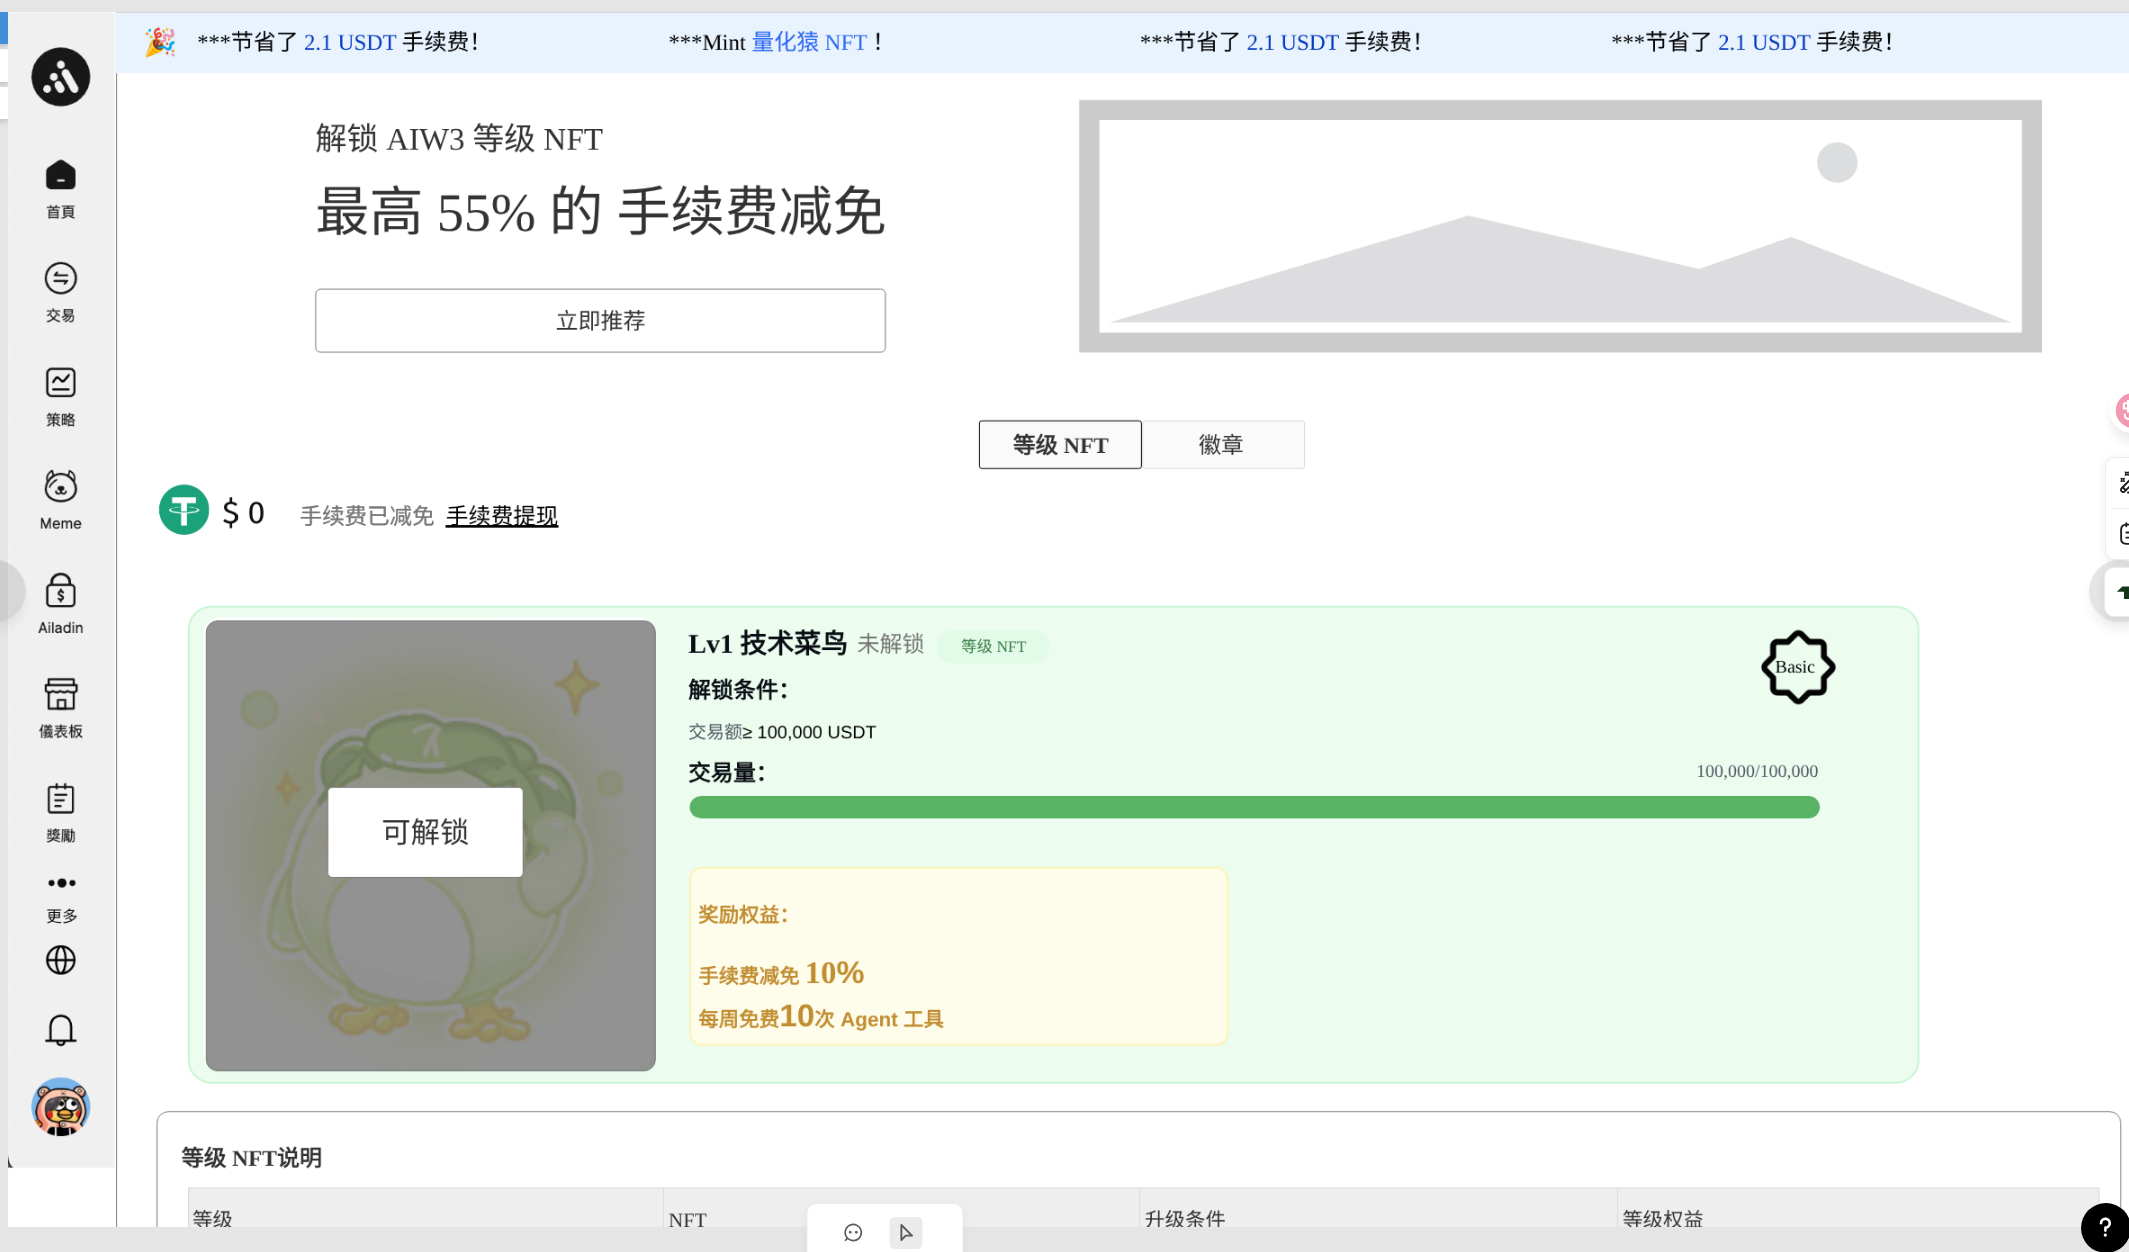 ***节省了 2.1 USDT 手续费！
***Mint 量化猿 NFT ！
***节省了 2.1 USDT 手续费！
***节省了 2.1 USDT 手续费！
首頁
交易
策略
Meme
Ailadin
儀表板
獎勵
更多
解锁 AIW3 等级 NFT
最高 55% 的 手续费减免
立即推荐
等级 NFT
徽章
$ 0
手续费已减免 手续费提现
可解锁
Lv1 技术菜鸟 未解锁 等级 NFT
Basic
解锁条件：
交易额≥ 100,000 USDT
交易量：
100,000/100,000
奖励权益：
手续费减免 10%
每周免费10次 Agent 工具
等级 NFT说明
等级
NFT
升级条件
等级权益
?